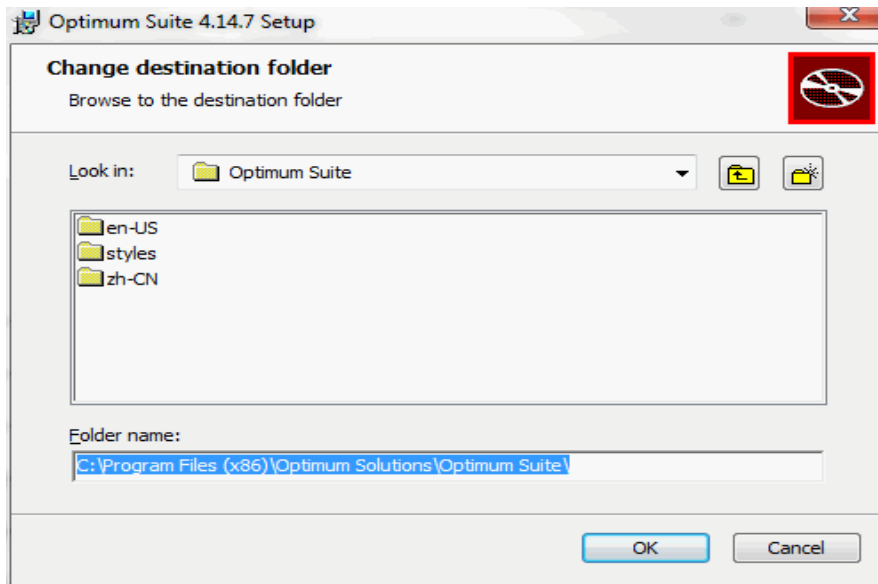 Optimum Suite 4.14.7 Setup
Change destination folder
Browse to the destination folder
Look in: Optimum Suite
en-US
styles
zh-CN
Folder name:
C:\Program Files (x86)\Optimum Solutions\Optimum Suite\
OK Cancel